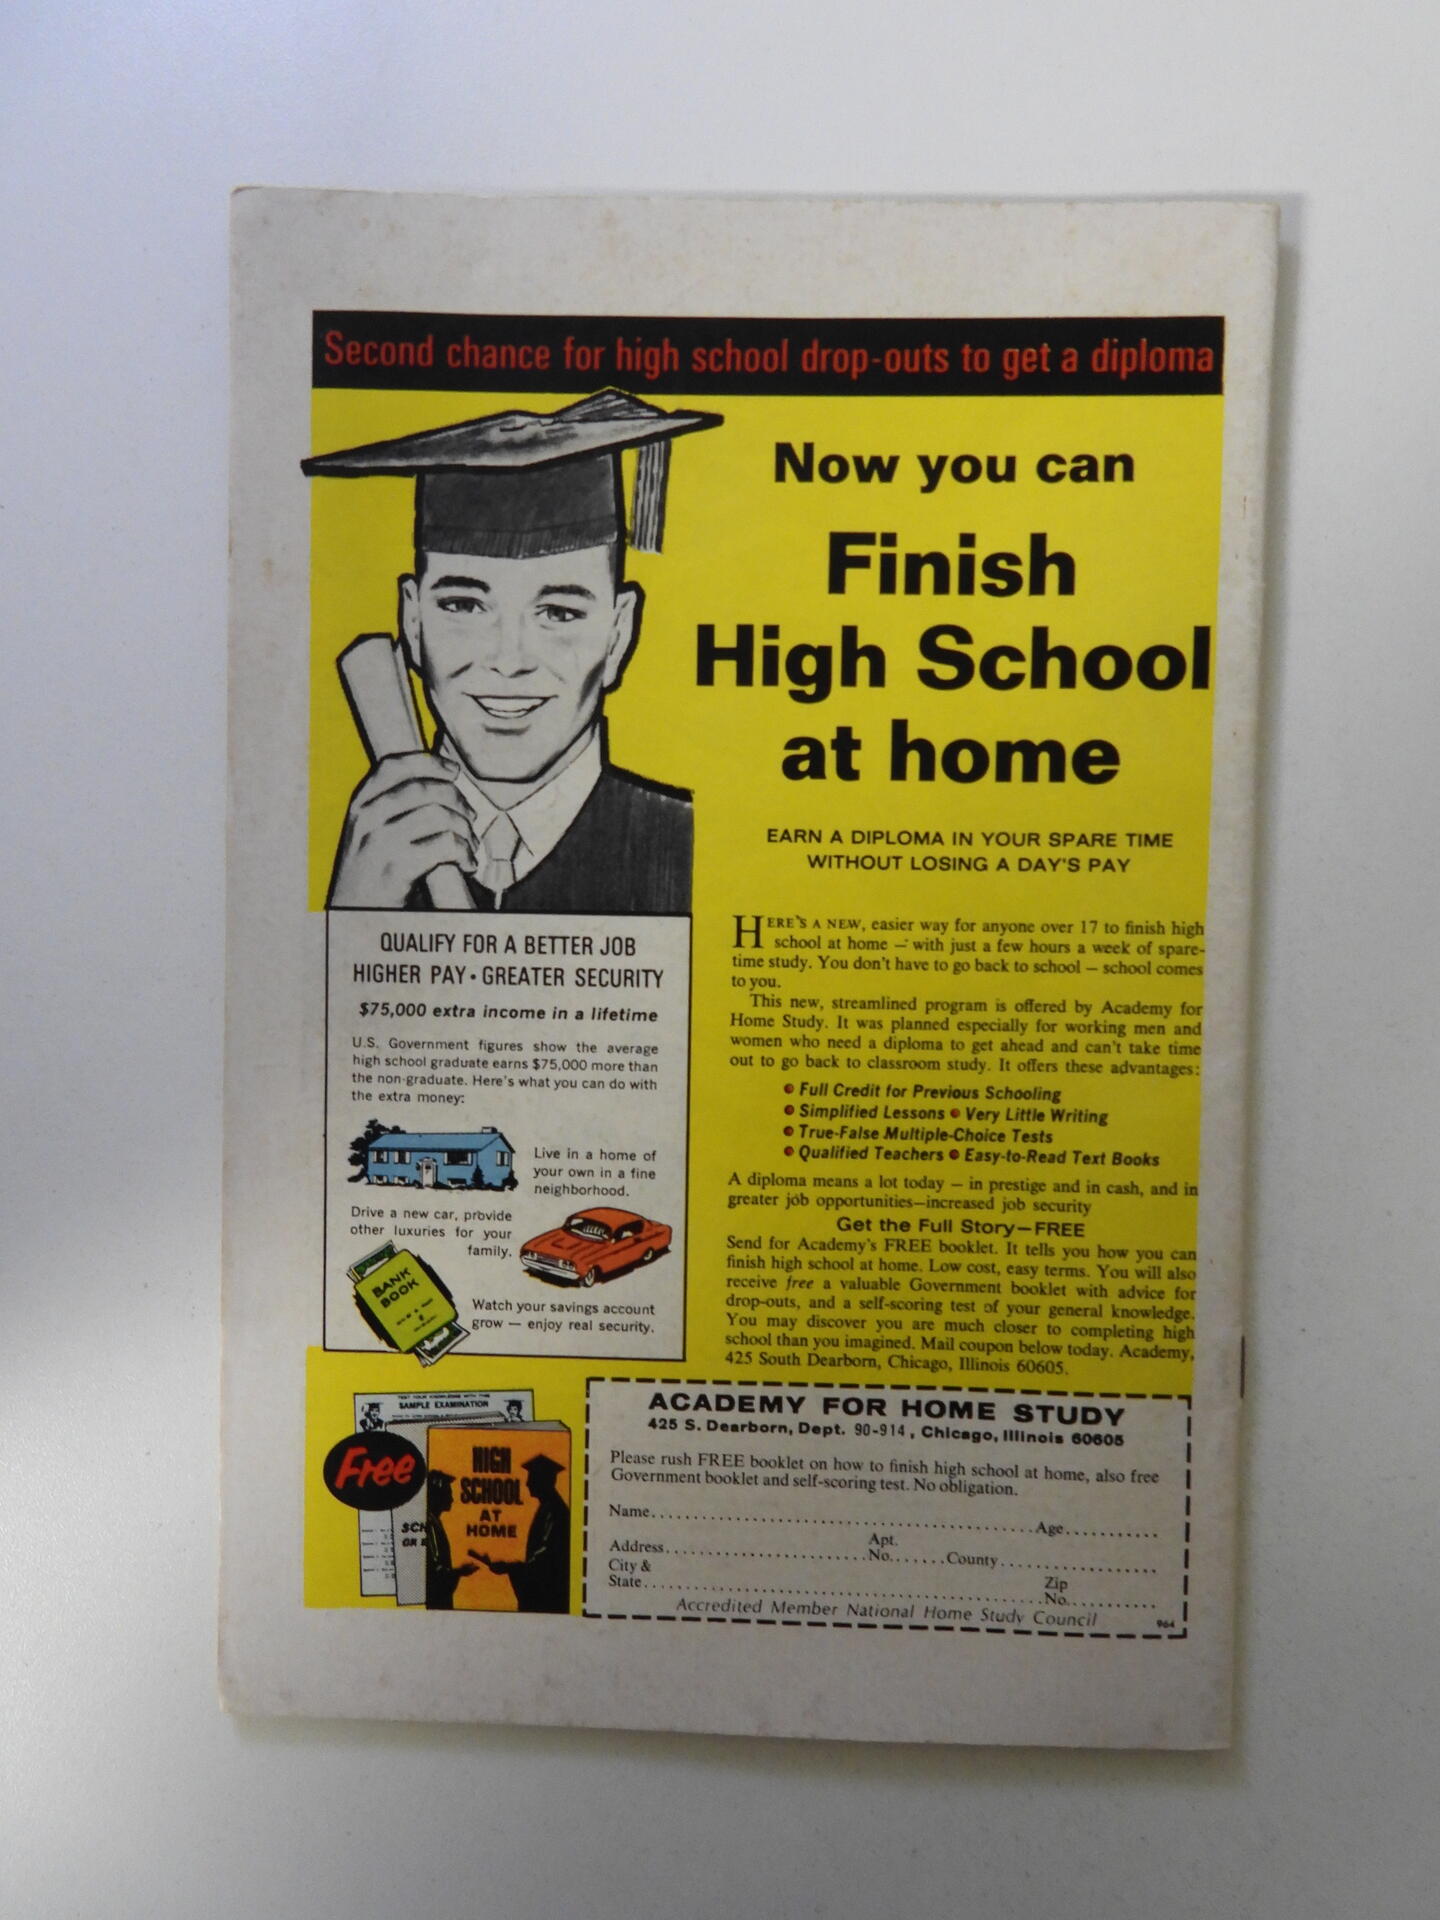 Second chance for high school drop-outs to get a diploma
Now you can
Finish
High School
at home
EARN A DIPLOMA IN YOUR SPARE TIME
WITHOUT LOSING A DAY'S PAY
QUALIFY FOR A BETTER JOB
HIGHER PAY • GREATER SECURITY
$75,000 extra income in a lifetime
U.S. Government figures show the average
high school graduate earns $75,000 more than
the non-graduate. Here's what you can do with
the extra money:
Live in a home of
your own in a fine
neighborhood.
Drive a new car, provide
other luxuries for your
family.
BANK
BOOK
Watch your savings account
grow — enjoy real security.
HERE'S A NEW, easier way for anyone over 17 to finish high
school at home — with just a few hours a week of spare-
time study. You don't have to go back to school — school comes
to you.
This new, streamlined program is offered by Academy for
Home Study. It was planned especially for working men and
women who need a diploma to get ahead and can't take time
out to go back to classroom study. It offers these advantages:
• Full Credit for Previous Schooling
• Simplified Lessons • Very Little Writing
• True-False Multiple-Choice Tests
• Qualified Teachers • Easy-to-Read Text Books
A diploma means a lot today — in prestige and in cash, and in
greater job opportunities—increased job security
Get the Full Story—FREE
Send for Academy's FREE booklet. It tells you how you can
finish high school at home. Low cost, easy terms. You will also
receive free a valuable Government booklet with advice for
drop-outs, and a self-scoring test of your general knowledge.
You may discover you are much closer to completing high
school than you imagined. Mail coupon below today. Academy,
425 South Dearborn, Chicago, Illinois 60605.
TEST YOUR KNOWLEDGE WITH THIS
SAMPLE EXAMINATION
Free
SCH
OR
HIGH
SCHOOL
AT
HOME
ACADEMY FOR HOME STUDY
425 S. Dearborn, Dept. 90-914, Chicago, Illinois 60605
Please rush FREE booklet on how to finish high school at home, also free
Government booklet and self-scoring test. No obligation.
Name........................................Age............
Address.....................Apt. No.......County.....................
City &
State..........................................Zip No............
Accredited Member National Home Study Council 964